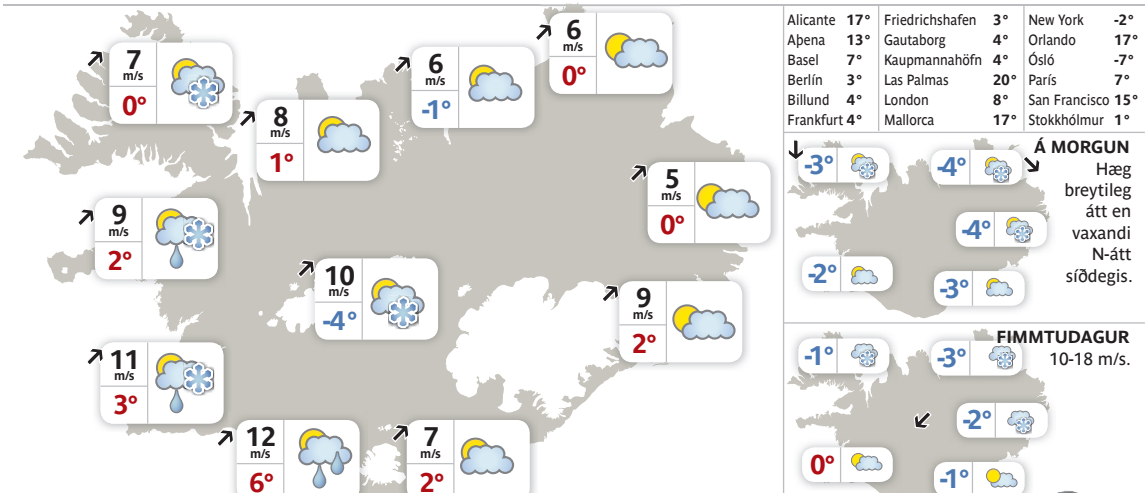 7
m/s
0°
8
m/s
1°
6
m/s
-1°
6
m/s
0°
5
m/s
0°
9
m/s
2°
10
m/s
-4°
9
m/s
2°
11
m/s
3°
12
m/s
6°
7
m/s
2°
Alicante 17°
Aþena 13°
Basel 7°
Berlín 3°
Billund 4°
Frankfurt 4°
Friedrichshafen 3°
Gautaborg 4°
Kaupmannahöfn 4°
Las Palmas 20°
London 8°
Mallorca 17°
New York -2°
Orlando 17°
Ósló -7°
París 7°
San Francisco 15°
Stokkhólmur 1°
Á MORGUN
Hæg
breytileg
átt en
vaxandi
N-átt
síðdegis.
-3°
-4°
-4°
-2°
-3°
FIMMTUDAGUR
10-18 m/s.
-1°
-3°
-2°
0°
-1°